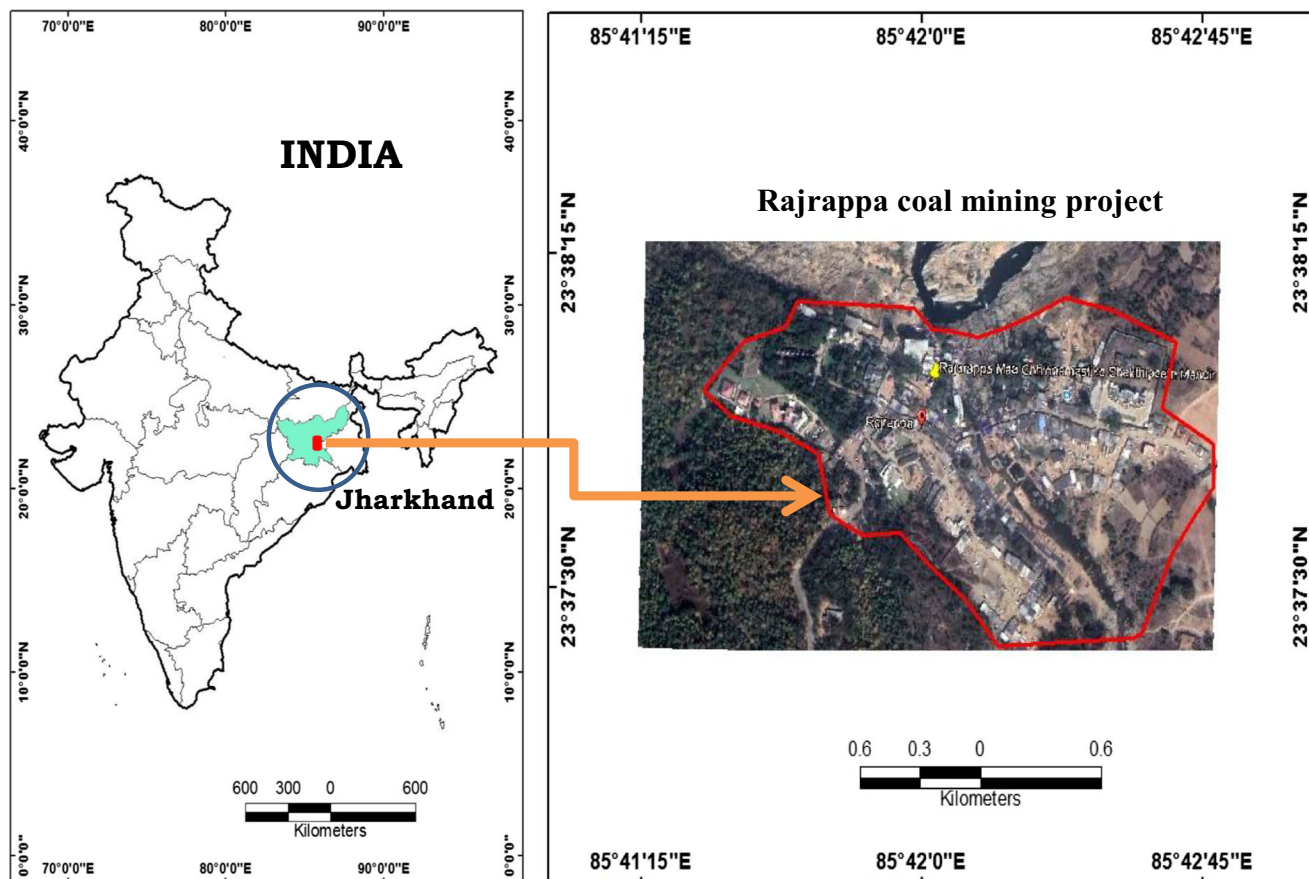 70°0'0"E 80°0'0"E 90°0'0"E
40°0'0"N 40°0'0"N
INDIA
30°0'0"N 30°0'0"N
20°0'0"N 20°0'0"N
Jharkhand
10°0'0"N 10°0'0"N
600 300 0 600
Kilometers
0°0'0" 0°0'0"
70°0'0"E 80°0'0"E 90°0'0"E
85°41'15"E 85°42'0"E 85°42'45"E
23°38'15"N 23°38'15"N
Rajrappa coal mining project
Rajarappa Maa Mandir
Rajrappa
23°37'30"N 23°37'30"N
0.6 0.3 0 0.6
Kilometers
85°41'15"E 85°42'0"E 85°42'45"E